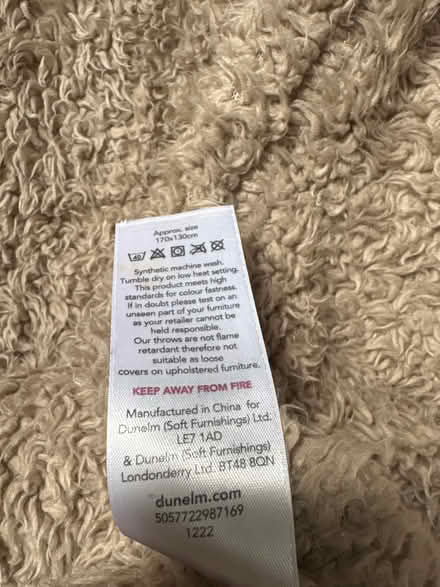 Approx. size
170x130cm
40
Synthetic machine wash.
Tumble dry on low heat setting.
This product meets high
standards for colour fastness.
If in doubt please test on an
unseen part of your furniture
as your retailer cannot be
held responsible.
Our throws are not flame
retardant therefore not
suitable as loose
covers on upholstered furniture.
KEEP AWAY FROM FIRE
Manufactured in China for
Dunelm (Soft Furnishings) Ltd.
LE7 1AD
& Dunelm (Soft Furnishings)
Londonderry Ltd. BT48 8QN
dunelm.com
5057722987169
1222